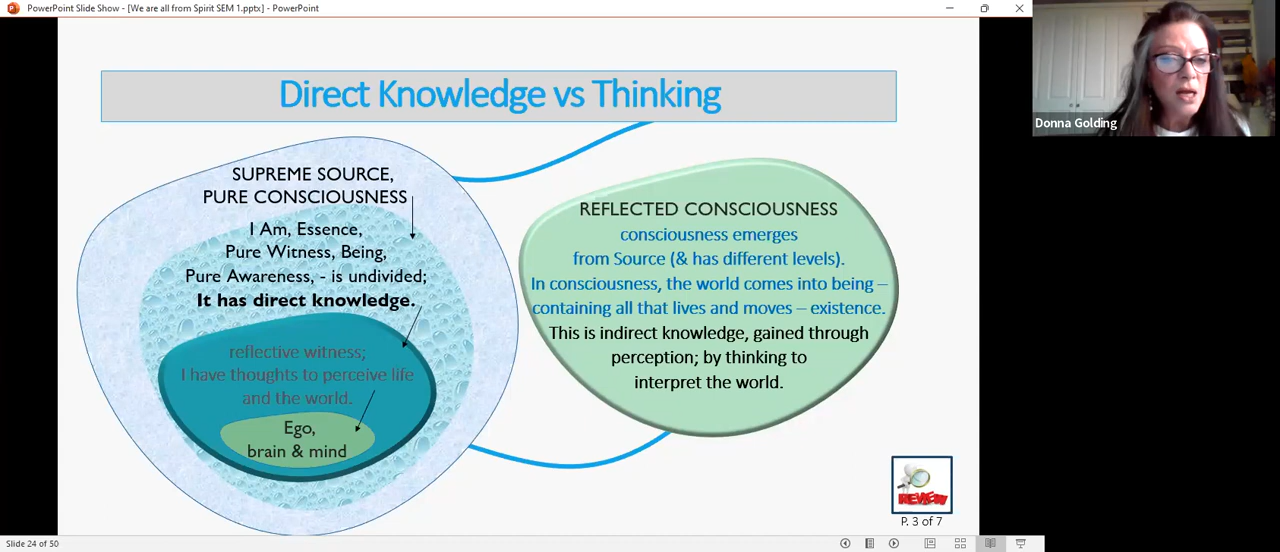 PowerPoint Slide Show - [We are all from Spirit SEM 1.pptx] - PowerPoint
Donna Golding
Direct Knowledge vs Thinking
SUPREME SOURCE,
PURE CONSCIOUSNESS
I Am, Essence,
Pure Witness, Being,
Pure Awareness, - is undivided;
It has direct knowledge.
reflective witness;
I have thoughts to perceive life
and the world.
Ego,
brain & mind
REFLECTED CONSCIOUSNESS
consciousness emerges
from Source (& has different levels).
In consciousness, the world comes into being –
containing all that lives and moves – existence.
This is indirect knowledge, gained through
perception; by thinking to
interpret the world.
REVIEW
P. 3 of 7
Slide 24 of 50